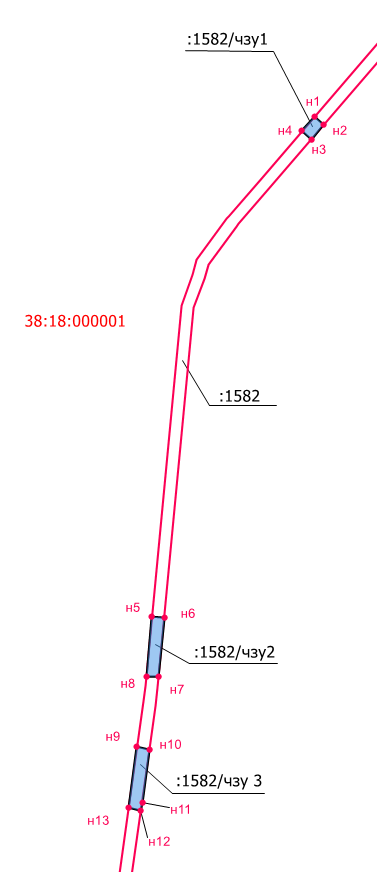 :1582/чзу1
н1
н4
н2
н3
38:18:000001
:1582
н5
н6
:1582/чзу2
н8
н7
н9
н10
:1582/чзу 3
н11
н13
н12